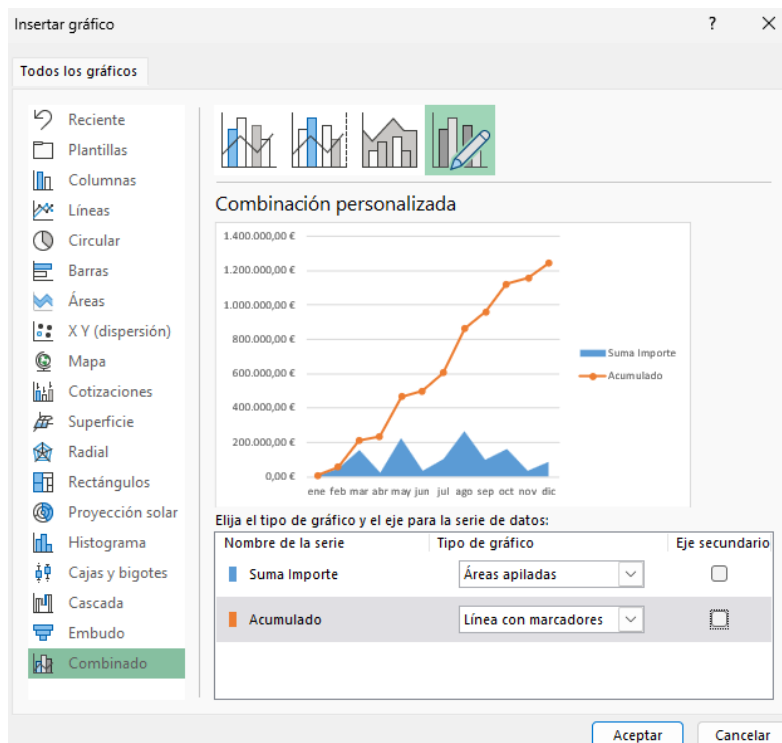 Insertar gráfico
?
Todos los gráficos
Reciente
Plantillas
Columnas
Líneas
Circular
Barras
Áreas
X Y (dispersión)
Mapa
Cotizaciones
Superficie
Radial
Rectángulos
Proyección solar
Histograma
Cajas y bigotes
Cascada
Embudo
Combinado
Combinación personalizada
1.400.000,00 €
1.200.000,00 €
1.000.000,00 €
800.000,00 €
600.000,00 €
400.000,00 €
200.000,00 €
0,00 €
ene feb mar abr may jun jul ago sep oct nov dic
Suma Importe
Acumulado
Elija el tipo de gráfico y el eje para la serie de datos:
Nombre de la serie Tipo de gráfico Eje secundario
Suma Importe Áreas apiladas
Acumulado Línea con marcadores
Aceptar Cancelar